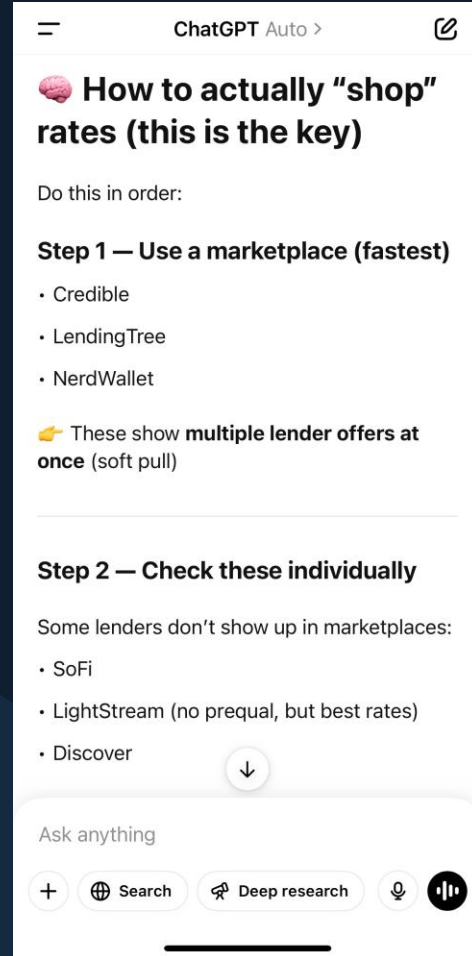 ChatGPT Auto >
🧠 How to actually “shop”
rates (this is the key)
Do this in order:
Step 1 — Use a marketplace (fastest)
• Credible
• LendingTree
• NerdWallet
👉 These show multiple lender offers at
once (soft pull)
Step 2 — Check these individually
Some lenders don’t show up in marketplaces:
• SoFi
• LightStream (no prequal, but best rates)
• Discover
Ask anything
Search
Deep research